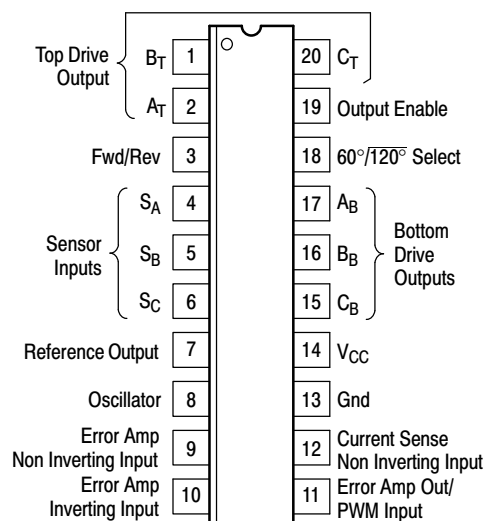 Top Drive
Output
B_T 1
A_T 2
Fwd/Rev 3
S_A 4
Sensor
Inputs
S_B 5
S_C 6
Reference Output 7
Oscillator 8
Error Amp
Non Inverting Input 9
Error Amp
Inverting Input 10
20 C_T
19 Output Enable
18 60°/1̅2̅0̅°̅ Select
17 A_B
Bottom
Drive
Outputs
16 B_B
15 C_B
14 V_CC
13 Gnd
12 Current Sense
Non Inverting Input
11 Error Amp Out/
PWM Input